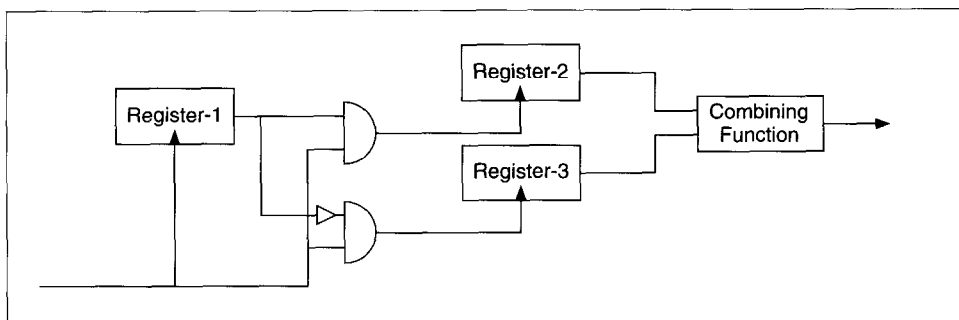 Register-1
Register-2
Register-3
Combining
Function